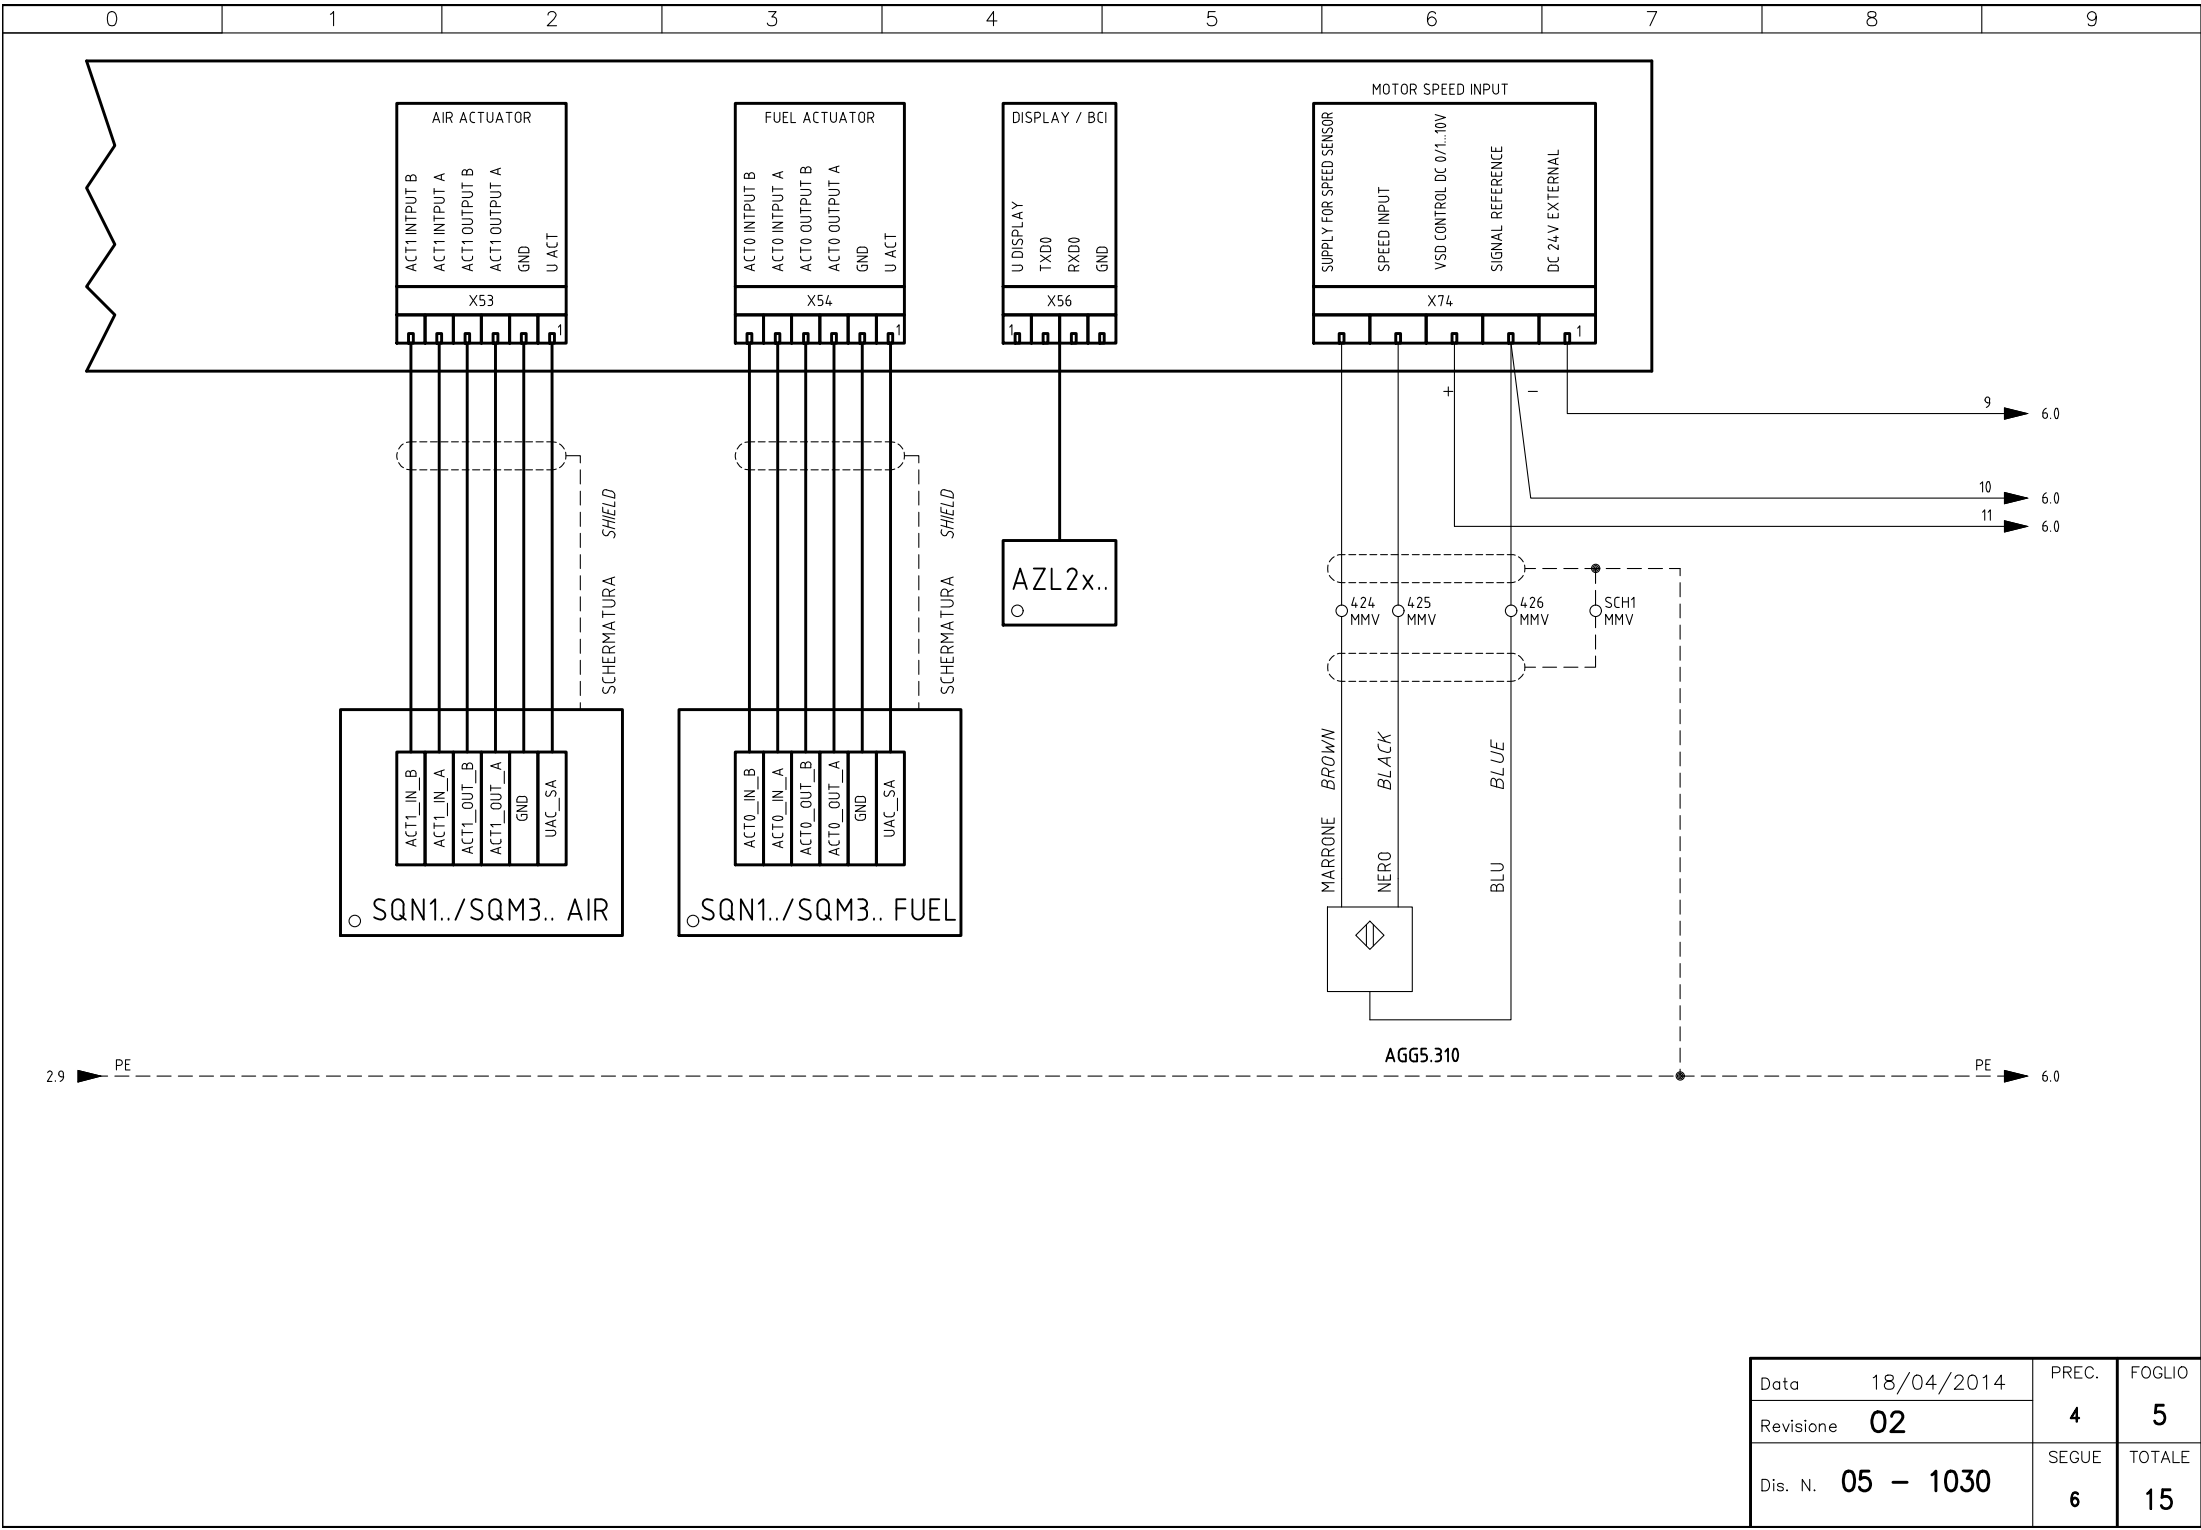 0 1 2 3 4 5 6 7 8 9
MOTOR SPEED INPUT
AIR ACTUATOR
ACT1 INTPUT B
ACT1 INTPUT A
ACT1 OUTPUT B
ACT1 OUTPUT A
GND
U ACT
X53
1
FUEL ACTUATOR
ACT0 INTPUT B
ACT0 INTPUT A
ACT0 OUTPUT B
ACT0 OUTPUT A
GND
U ACT
X54
1
DISPLAY / BCI
U DISPLAY
TXD0
RXD0
GND
X56
1
SUPPLY FOR SPEED SENSOR
SPEED INPUT
VSD CONTROL DC 0/1...10V
SIGNAL REFERENCE
DC 24V EXTERNAL
X74
1
+ −
9 6.0
10 6.0
11 6.0
SCHERMATURA SHIELD
SCHERMATURA SHIELD
AZL2x..
424
MMV
425
MMV
426
MMV
SCH1
MMV
ACT1_IN_B
ACT1_IN_A
ACT1_OUT_B
ACT1_OUT_A
GND
UAC_SA
SQN1../SQM3.. AIR
ACT0_IN_B
ACT0_IN_A
ACT0_OUT_B
ACT0_OUT_A
GND
UAC_SA
SQN1../SQM3.. FUEL
MARRONE BROWN
NERO BLACK
BLU BLUE
AGG5.310
2.9 PE
PE 6.0
Data 18/04/2014
Revisione 02
Dis. N. 05 - 1030
PREC.
4
FOGLIO
5
SEGUE
6
TOTALE
15